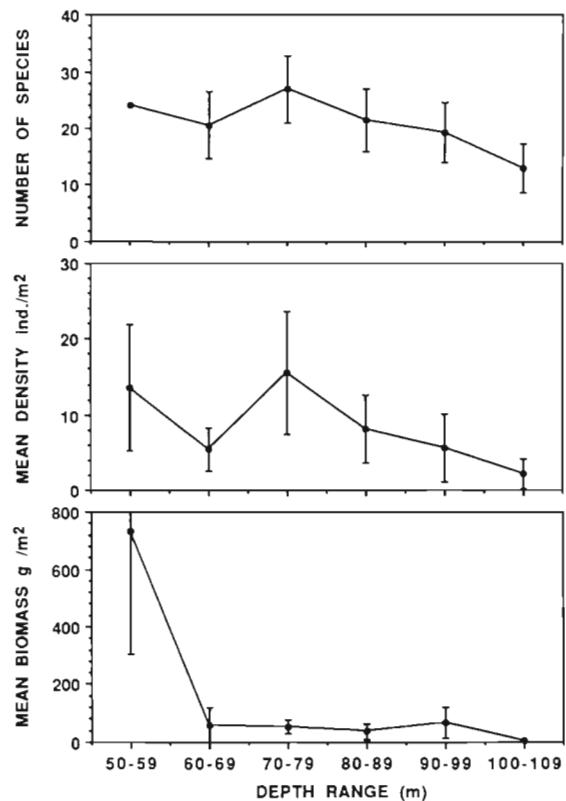 NUMBER OF SPECIES
40
30
20
10
0
MEAN DENSITY ind./m²
30
20
10
0
MEAN BIOMASS g /m²
800
600
400
200
0
50-59 60-69 70-79 80-89 90-99 100-109
DEPTH RANGE (m)